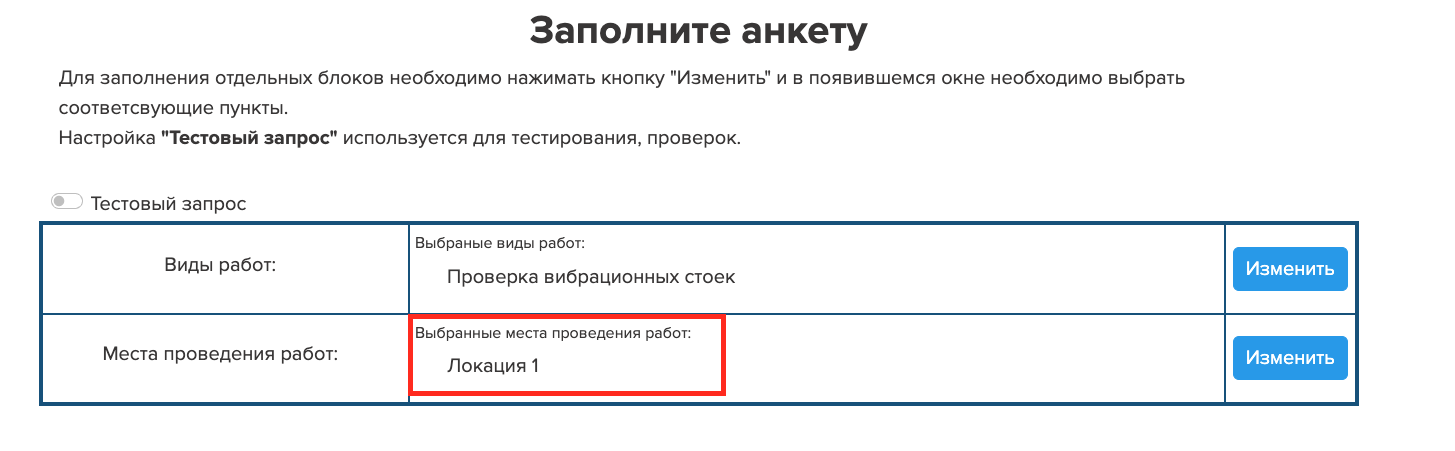 Заполните анкету
Для заполнения отдельных блоков необходимо нажимать кнопку "Изменить" и в появившемся окне необходимо выбрать
соответсвующие пункты.
Настройка "Тестовый запрос" используется для тестирования, проверок.
Тестовый запрос
Виды работ:
Выбраные виды работ:
Проверка вибрационных стоек
Изменить
Места проведения работ:
Выбранные места проведения работ:
Локация 1
Изменить